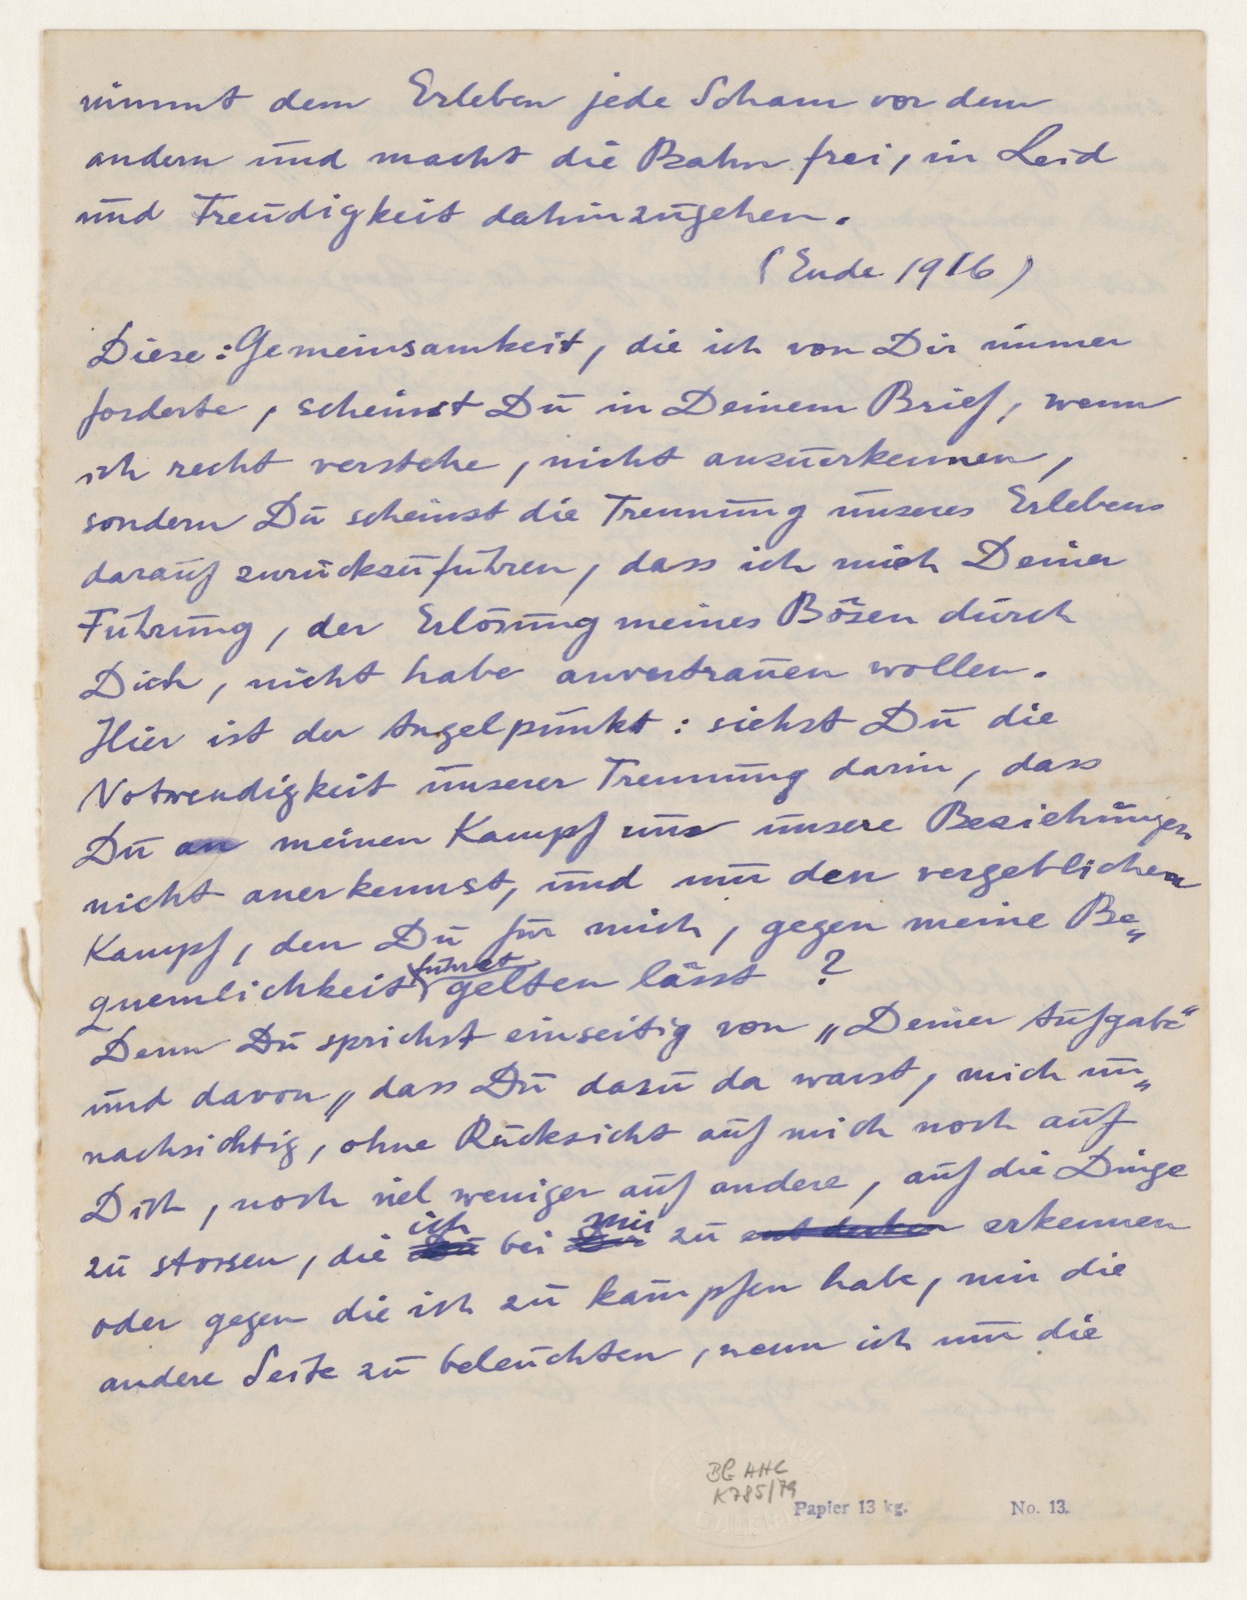 nimmt dem Erleben jede Scham vor dem
andern und macht die Bahn frei, in Leid
und Freudigkeit dahinzugehen.
(Ende 1916)
Diese: Gemeinsamkeit, die ich von Dir immer
forderte, scheinst Du in Deinem Brief, wenn
ich recht verstehe, nicht anzuerkennen,
sondern Du scheinst die Trennung unseres Erlebens
darauf zurückzuführen, dass ich mich Deiner
Führung, der Erlösung meines Bösen durch
Dich, nicht habe anvertrauen wollen.
Hier ist der Angelpunkt: siehst Du die
Notwendigkeit unserer Trennung darin, dass
Du an meinen Kampf um unsere Beziehungen
nicht anerkennst, und nur den vergeblichen
Kampf, den Du für mich, gegen meine Be„
quemlichkeit führst gelten lässt ?
Denn Du sprichst einseitig von „Deiner Aufgabe“
und davon „dass Du dazu da warst, mich un„
nachsichtig, ohne Rücksicht auf mich noch auf
Dich, noch viel weniger auf andere, auf die Dinge
zu stossen, die ich bei mir zu entdecken erkennen
oder gegen die ich zu kämpfen habe, mir die
andere Seite zu beleuchten, wenn ich nur die
BG AHC
K785/79
Papier 13 kg. No. 13.